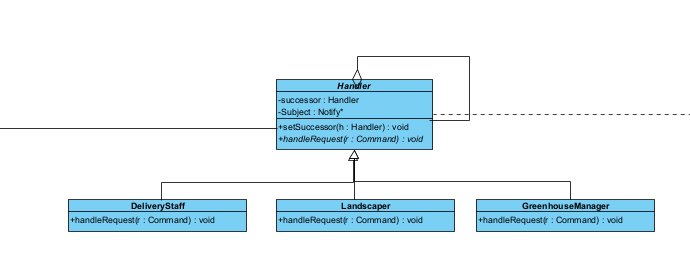 Handler
-successor : Handler
-Subject : Notify*
+setSuccessor(h : Handler) : void
+handleRequest(r : Command) : void
DeliveryStaff
+handleRequest(r : Command) : void
Landscaper
+handleRequest(r : Command) : void
GreenhouseManager
+handleRequest(r : Command) : void